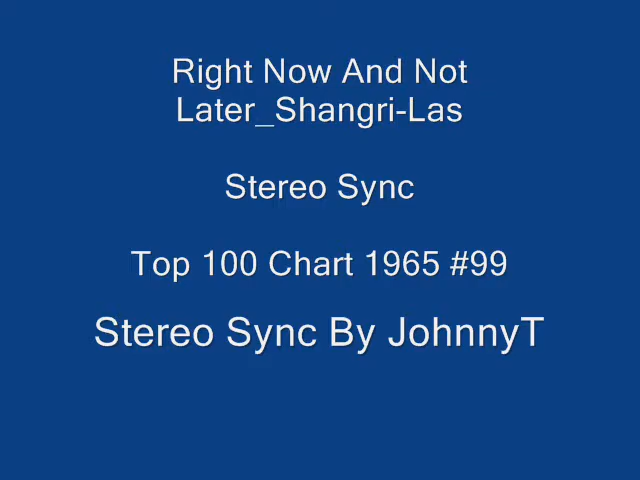 Right Now And Not
Later_Shangri-Las
Stereo Sync
Top 100 Chart 1965 #99
Stereo Sync By JohnnyT